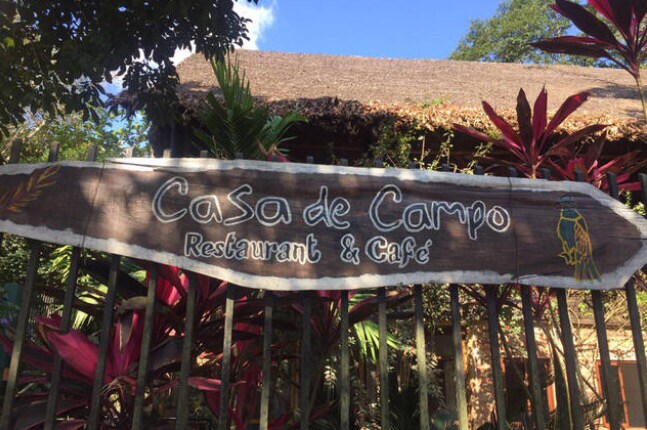 Casa de Campo
Restaurant & Café